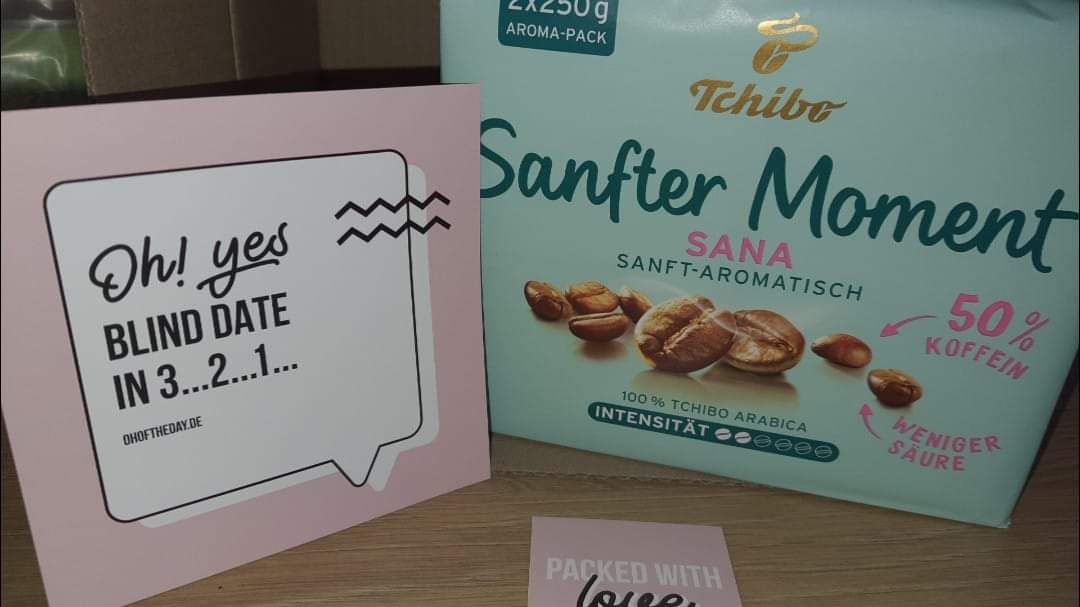 Oh! yes
BLIND DATE
IN 3...2...1...
OHOFTHEDAY.DE
2x250g
AROMA-PACK
Tchibo
Sanfter Moment
SANA
SANFT-AROMATISCH
50%
KOFFEIN
100 % TCHIBO ARABICA
INTENSITÄT
WENIGER
SÄURE
PACKED WITH
love